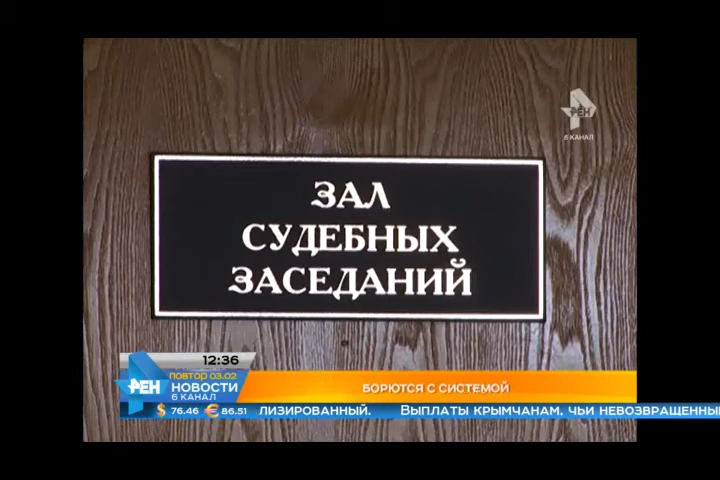 РЕН
6 КАНАЛ
ЗАЛ
СУДЕБНЫХ
ЗАСЕДАНИЙ
12:36
ПОВТОР 03.02
РЕН НОВОСТИ
6 КАНАЛ
БОРЮТСЯ С СИСТЕМОЙ
$ 76.46 € 86.51 ЛИЗИРОВАННЫЙ. ВЫПЛАТЫ КРЫМЧАНАМ, ЧЬИ НЕВОЗВРАЩЕННЫ